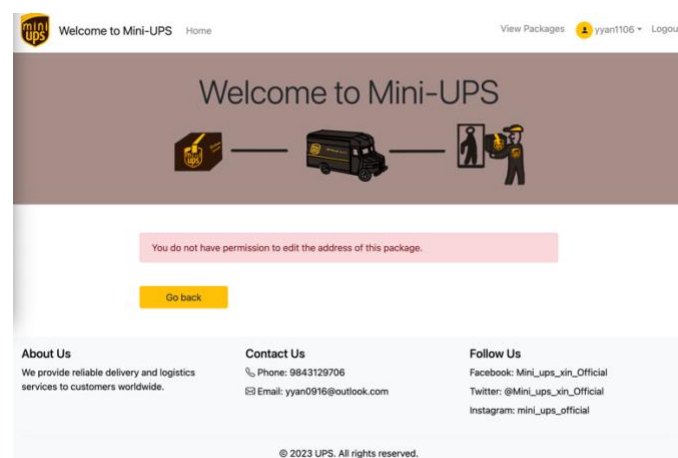 mini
ups
Welcome to Mini-UPS Home View Packages yyan1106 Logou
Welcome to Mini-UPS
You do not have permission to edit the address of this package.
Go back
About Us Contact Us Follow Us
We provide reliable delivery and logistics Phone: 9843129706 Facebook: Mini_ups_xin_Official
services to customers worldwide. Email: yyan0916@outlook.com Twitter: @Mini_ups_xin_Official
Instagram: mini_ups_official
© 2023 UPS. All rights reserved.